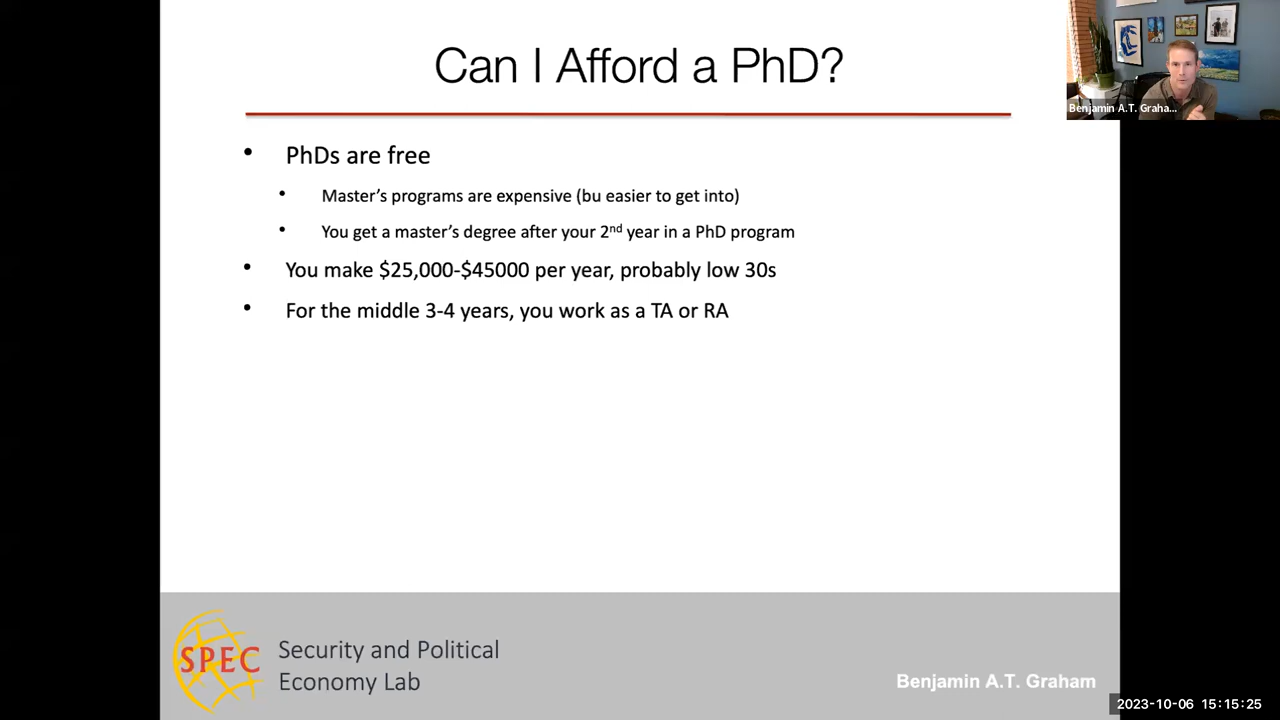 Can I Afford a PhD?
Benjamin A.T. Graha...
• PhDs are free
• Master's programs are expensive (bu easier to get into)
• You get a master's degree after your 2nd year in a PhD program
• You make $25,000-$45000 per year, probably low 30s
• For the middle 3-4 years, you work as a TA or RA
SPEC
Security and Political
Economy Lab
Benjamin A.T. Graham
2023-10-06 15:15:25